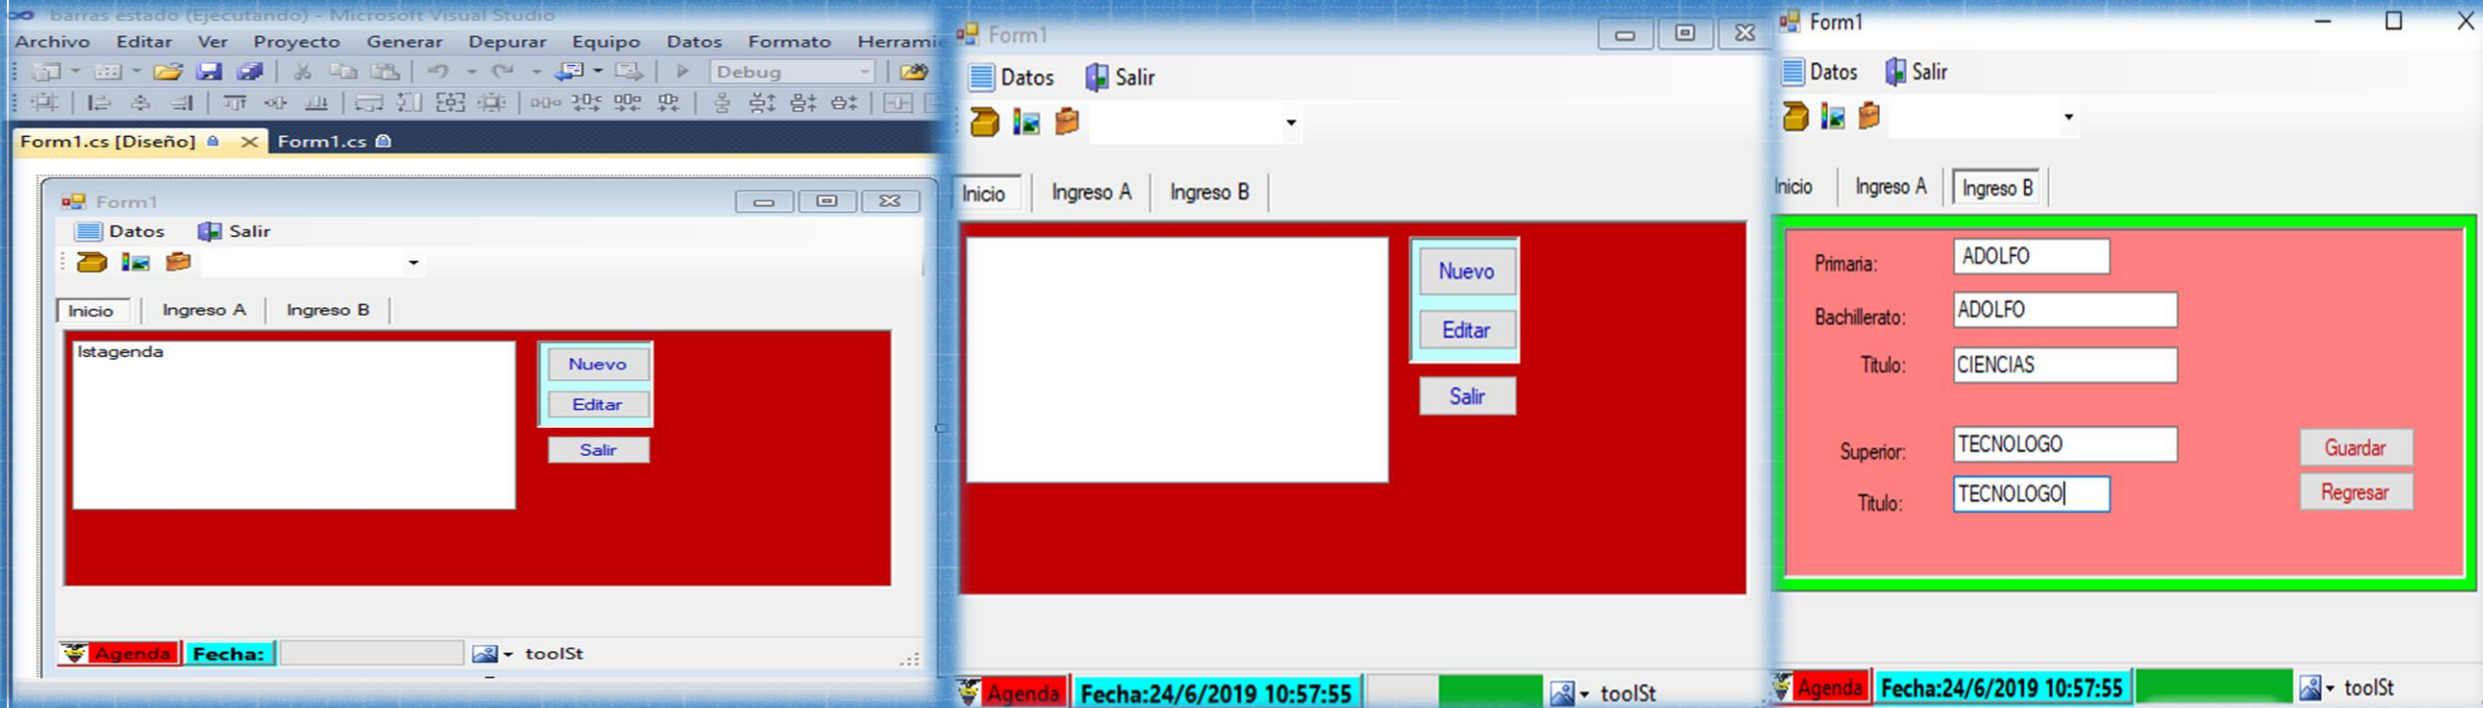 barras estado (Ejecutando) - Microsoft Visual Studio
Archivo Editar Ver Proyecto Generar Depurar Equipo Datos Formato
Debug
Form1.cs [Diseño] Form1.cs
Form1
Datos Salir
Inicio Ingreso A Ingreso B
lstagenda
Nuevo
Editar
Salir
Agenda Fecha: toolSt
Form1
Datos Salir
Inicio Ingreso A Ingreso B
Nuevo
Editar
Salir
Agenda Fecha:24/6/2019 10:57:55 toolSt
Form1
Datos Salir
Inicio Ingreso A Ingreso B
Primaria: ADOLFO
Bachillerato: ADOLFO
Titulo: CIENCIAS
Superior: TECNOLOGO
Guardar
Titulo: TECNOLOGO
Regresar
Agenda Fecha:24/6/2019 10:57:55 toolSt